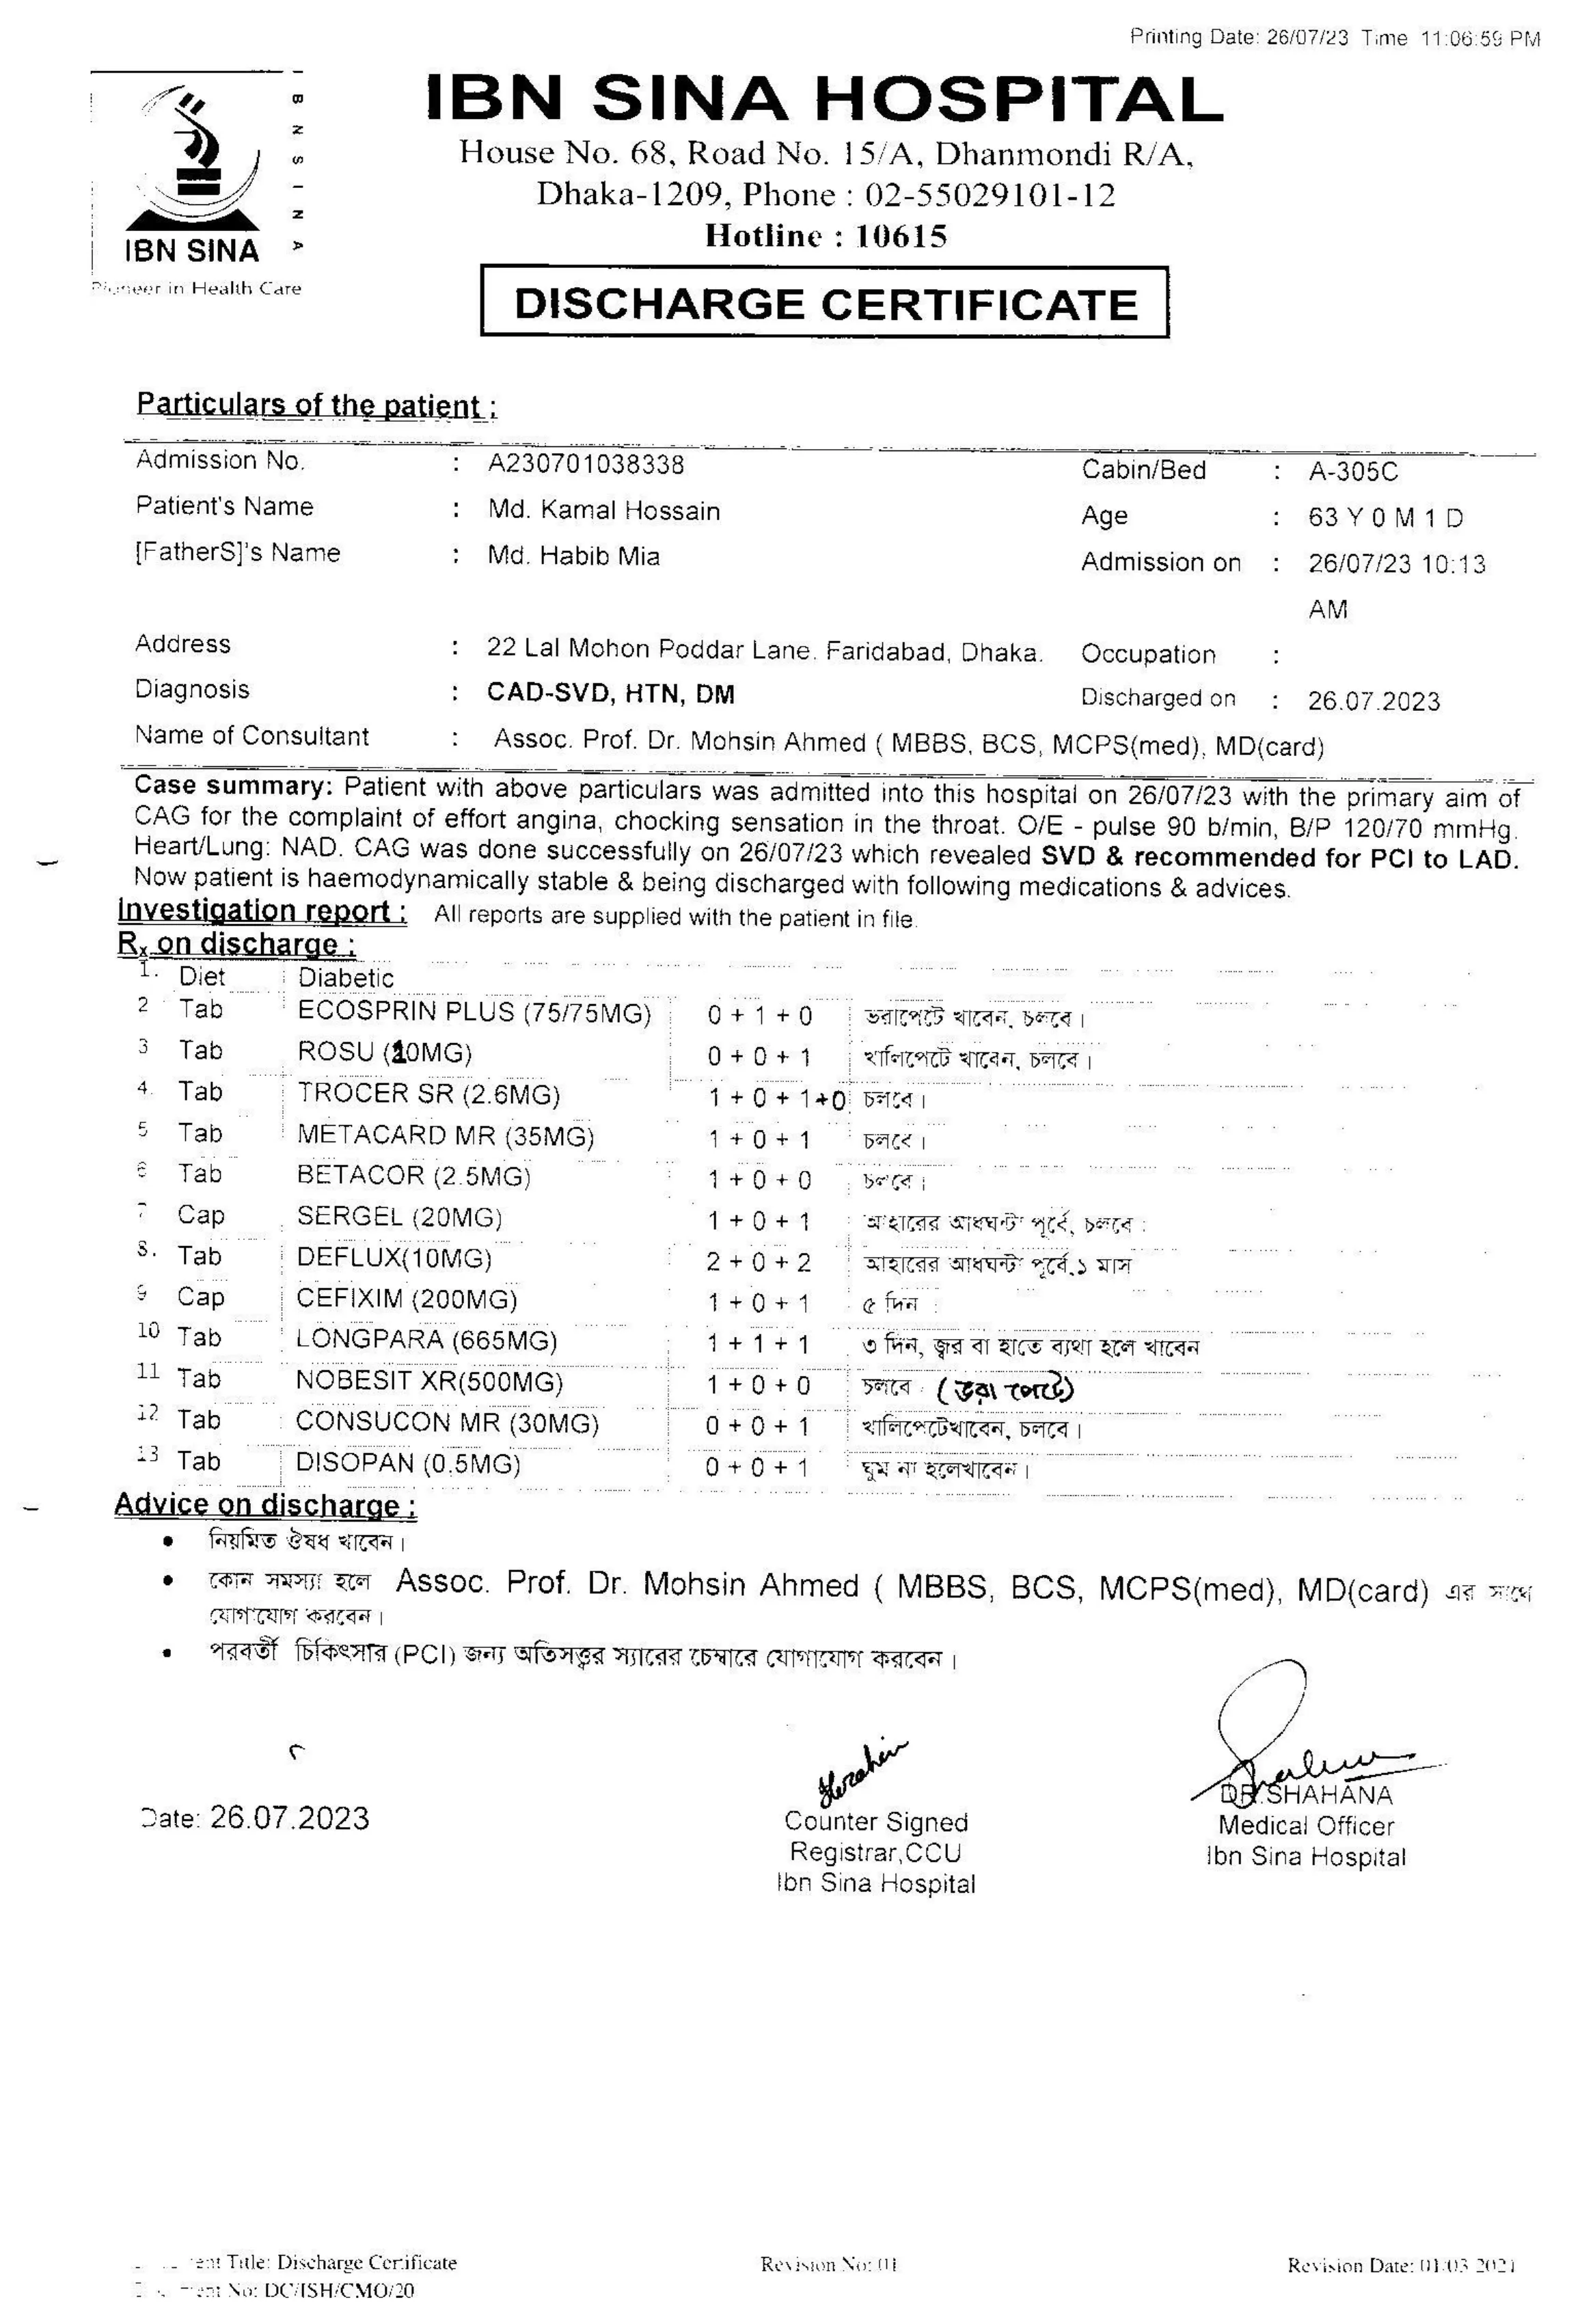 Printing Date: 26/07/23 Time 11:06:59 PM
IBN SINA HOSPITAL
House No. 68, Road No. 15/A, Dhanmondi R/A,
Dhaka-1209, Phone : 02-55029101-12
Hotline : 10615
IBN SINA
IBN SINA
Pioneer in Health Care
DISCHARGE CERTIFICATE
Particulars of the patient :
Admission No. : A230701038338 Cabin/Bed : A-305C
Patient's Name : Md. Kamal Hossain Age : 63 Y 0 M 1 D
[FatherS]'s Name : Md. Habib Mia Admission on : 26/07/23 10:13
AM
Address : 22 Lal Mohon Poddar Lane. Faridabad, Dhaka. Occupation :
Diagnosis : CAD-SVD, HTN, DM Discharged on : 26.07.2023
Name of Consultant : Assoc. Prof. Dr. Mohsin Ahmed ( MBBS, BCS, MCPS(med), MD(card)
Case summary: Patient with above particulars was admitted into this hospital on 26/07/23 with the primary aim of
CAG for the complaint of effort angina, chocking sensation in the throat. O/E - pulse 90 b/min, B/P 120/70 mmHg.
Heart/Lung: NAD. CAG was done successfully on 26/07/23 which revealed SVD & recommended for PCI to LAD.
Now patient is haemodynamically stable & being discharged with following medications & advices.
Investigation report : All reports are supplied with the patient in file.
Rx on discharge :
1. Diet : Diabetic
2 Tab ECOSPRIN PLUS (75/75MG) 0 + 1 + 0 ভরাপেটে খাবেন, চলবে।
3 Tab ROSU (10MG) 0 + 0 + 1 খালিপেটে খাবেন, চলবে।
4. Tab TROCER SR (2.6MG) 1 + 0 + 1+0 চলবে।
5 Tab METACARD MR (35MG) 1 + 0 + 1 চলবে।
6 Tab BETACOR (2.5MG) 1 + 0 + 0 চলবে।
7 Cap SERGEL (20MG) 1 + 0 + 1 আহারের আধঘন্টা পূর্বে, চলবে।
8. Tab DEFLUX(10MG) 2 + 0 + 2 আহারের আধঘন্টা পূর্বে,১ মাস
9 Cap CEFIXIM (200MG) 1 + 0 + 1 ৫ দিন
10 Tab LONGPARA (665MG) 1 + 1 + 1 ৩ দিন, জ্বর বা হাতে ব্যথা হলে খাবেন
11 Tab NOBESIT XR(500MG) 1 + 0 + 0 চলবে (ভরা পেটে)
12 Tab CONSUCON MR (30MG) 0 + 0 + 1 খালিপেটেখাবেন, চলবে।
13 Tab DISOPAN (0.5MG) 0 + 0 + 1 ঘুম না হলেখাবেন।
Advice on discharge :
• নিয়মিত ঔষধ খাবেন।
• কোন সমস্যা হলে Assoc. Prof. Dr. Mohsin Ahmed ( MBBS, BCS, MCPS(med), MD(card) এর সাথে
যোগাযোগ করবেন।
• পরবর্তী চিকিৎসার (PCI) জন্য অতিসত্ত্বর স্যারের চেম্বারে যোগাযোগ করবেন।
Date: 26.07.2023
Counter Signed
Registrar,CCU
Ibn Sina Hospital
DR.SHAHANA
Medical Officer
Ibn Sina Hospital
Title: Discharge Certificate Revision No: 01 Revision Date: 01/03/2021
No: DC/ISH/CMO/20